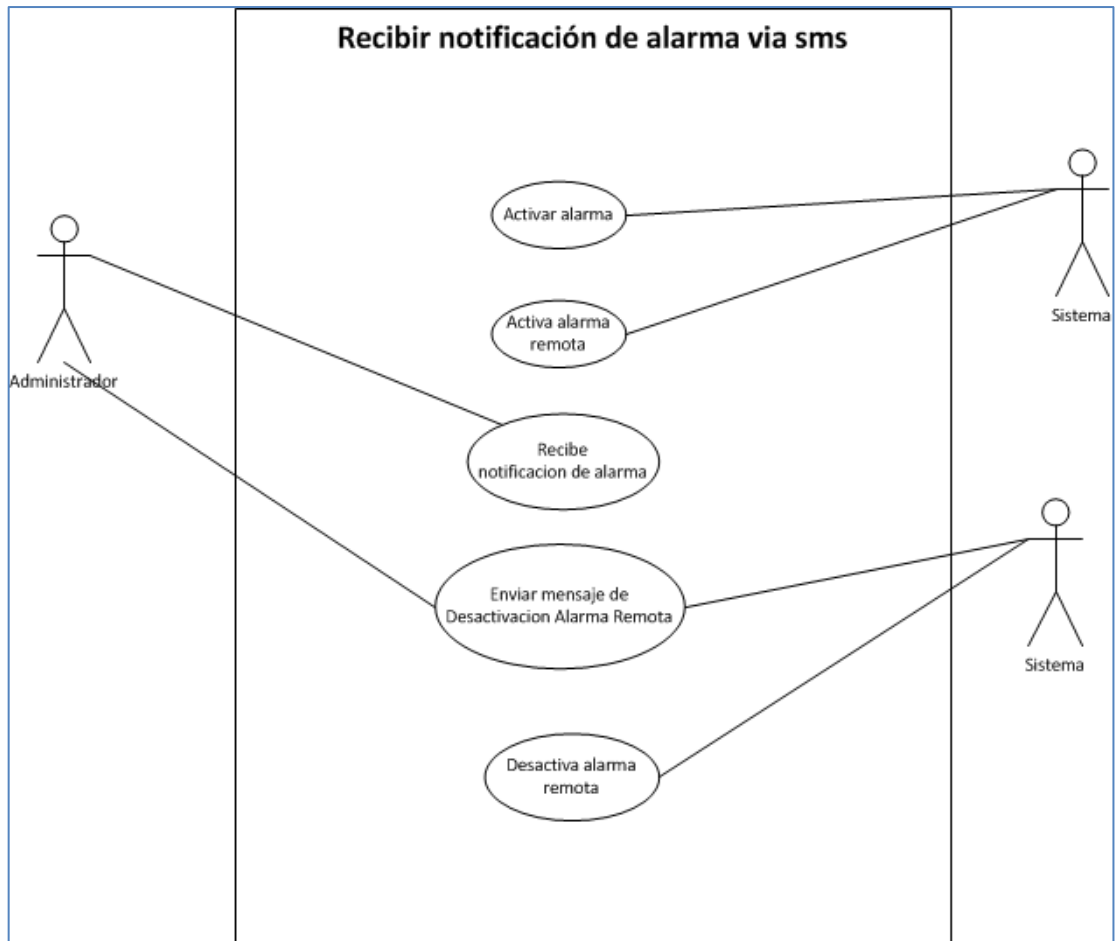 Recibir notificación de alarma via sms
Activar alarma
Sistema
Activa alarma
remota
Administrador
Recibe
notificacion de alarma
Enviar mensaje de
Desactivacion Alarma Remota
Sistema
Desactiva alarma
remota